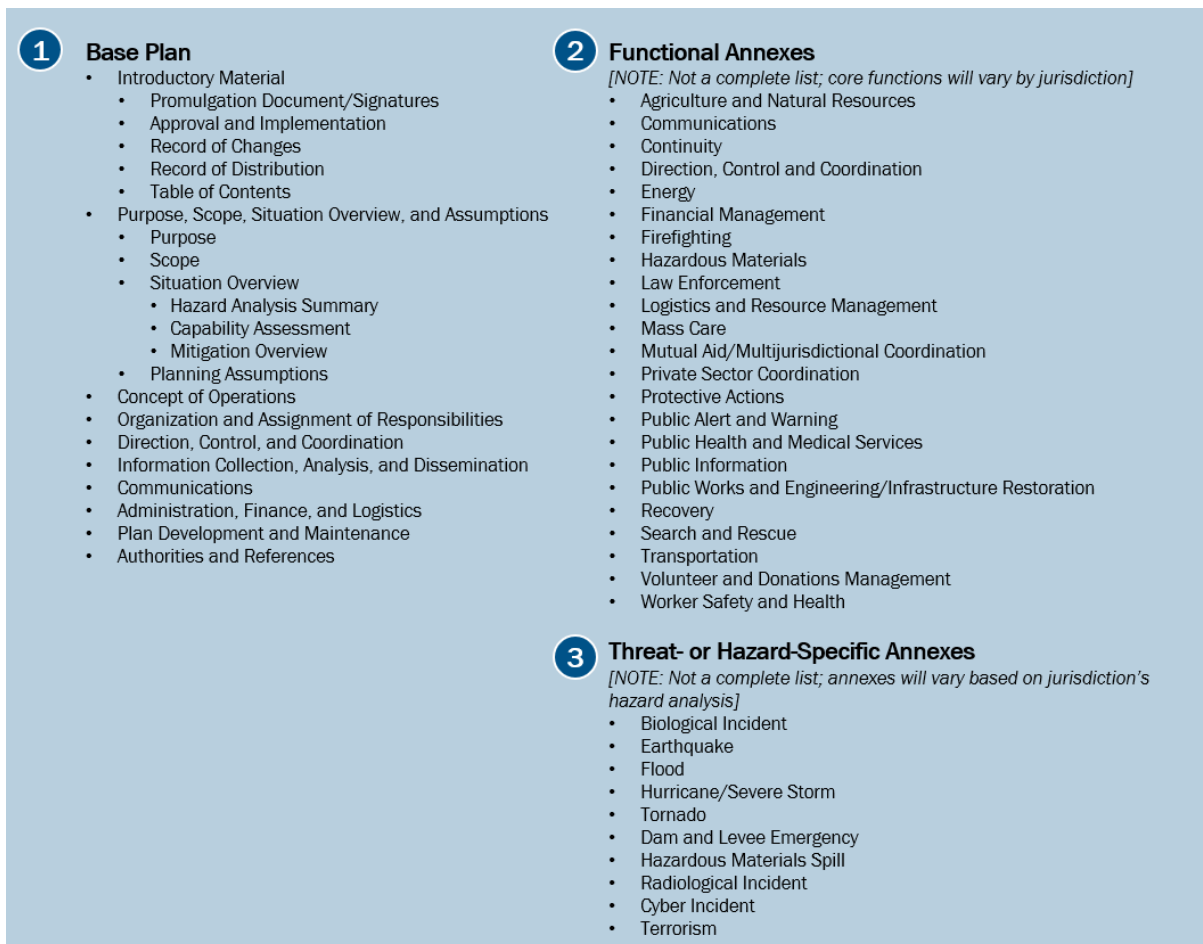 1 Base Plan
• Introductory Material
• Promulgation Document/Signatures
• Approval and Implementation
• Record of Changes
• Record of Distribution
• Table of Contents
• Purpose, Scope, Situation Overview, and Assumptions
• Purpose
• Scope
• Situation Overview
• Hazard Analysis Summary
• Capability Assessment
• Mitigation Overview
• Planning Assumptions
• Concept of Operations
• Organization and Assignment of Responsibilities
• Direction, Control, and Coordination
• Information Collection, Analysis, and Dissemination
• Communications
• Administration, Finance, and Logistics
• Plan Development and Maintenance
• Authorities and References
2 Functional Annexes
[NOTE: Not a complete list; core functions will vary by jurisdiction]
• Agriculture and Natural Resources
• Communications
• Continuity
• Direction, Control and Coordination
• Energy
• Financial Management
• Firefighting
• Hazardous Materials
• Law Enforcement
• Logistics and Resource Management
• Mass Care
• Mutual Aid/Multijurisdictional Coordination
• Private Sector Coordination
• Protective Actions
• Public Alert and Warning
• Public Health and Medical Services
• Public Information
• Public Works and Engineering/Infrastructure Restoration
• Recovery
• Search and Rescue
• Transportation
• Volunteer and Donations Management
• Worker Safety and Health
3 Threat- or Hazard-Specific Annexes
[NOTE: Not a complete list; annexes will vary based on jurisdiction's
hazard analysis]
• Biological Incident
• Earthquake
• Flood
• Hurricane/Severe Storm
• Tornado
• Dam and Levee Emergency
• Hazardous Materials Spill
• Radiological Incident
• Cyber Incident
• Terrorism